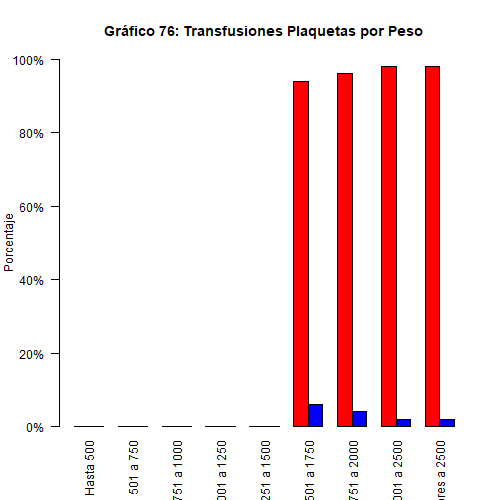 Gráfico 76: Transfusiones Plaquetas por Peso
Porcentaje
100%
80%
60%
40%
20%
0%
Hasta 500
501 a 750
751 a 1000
001 a 1250
251 a 1500
501 a 1750
751 a 2000
001 a 2500
ores a 2500